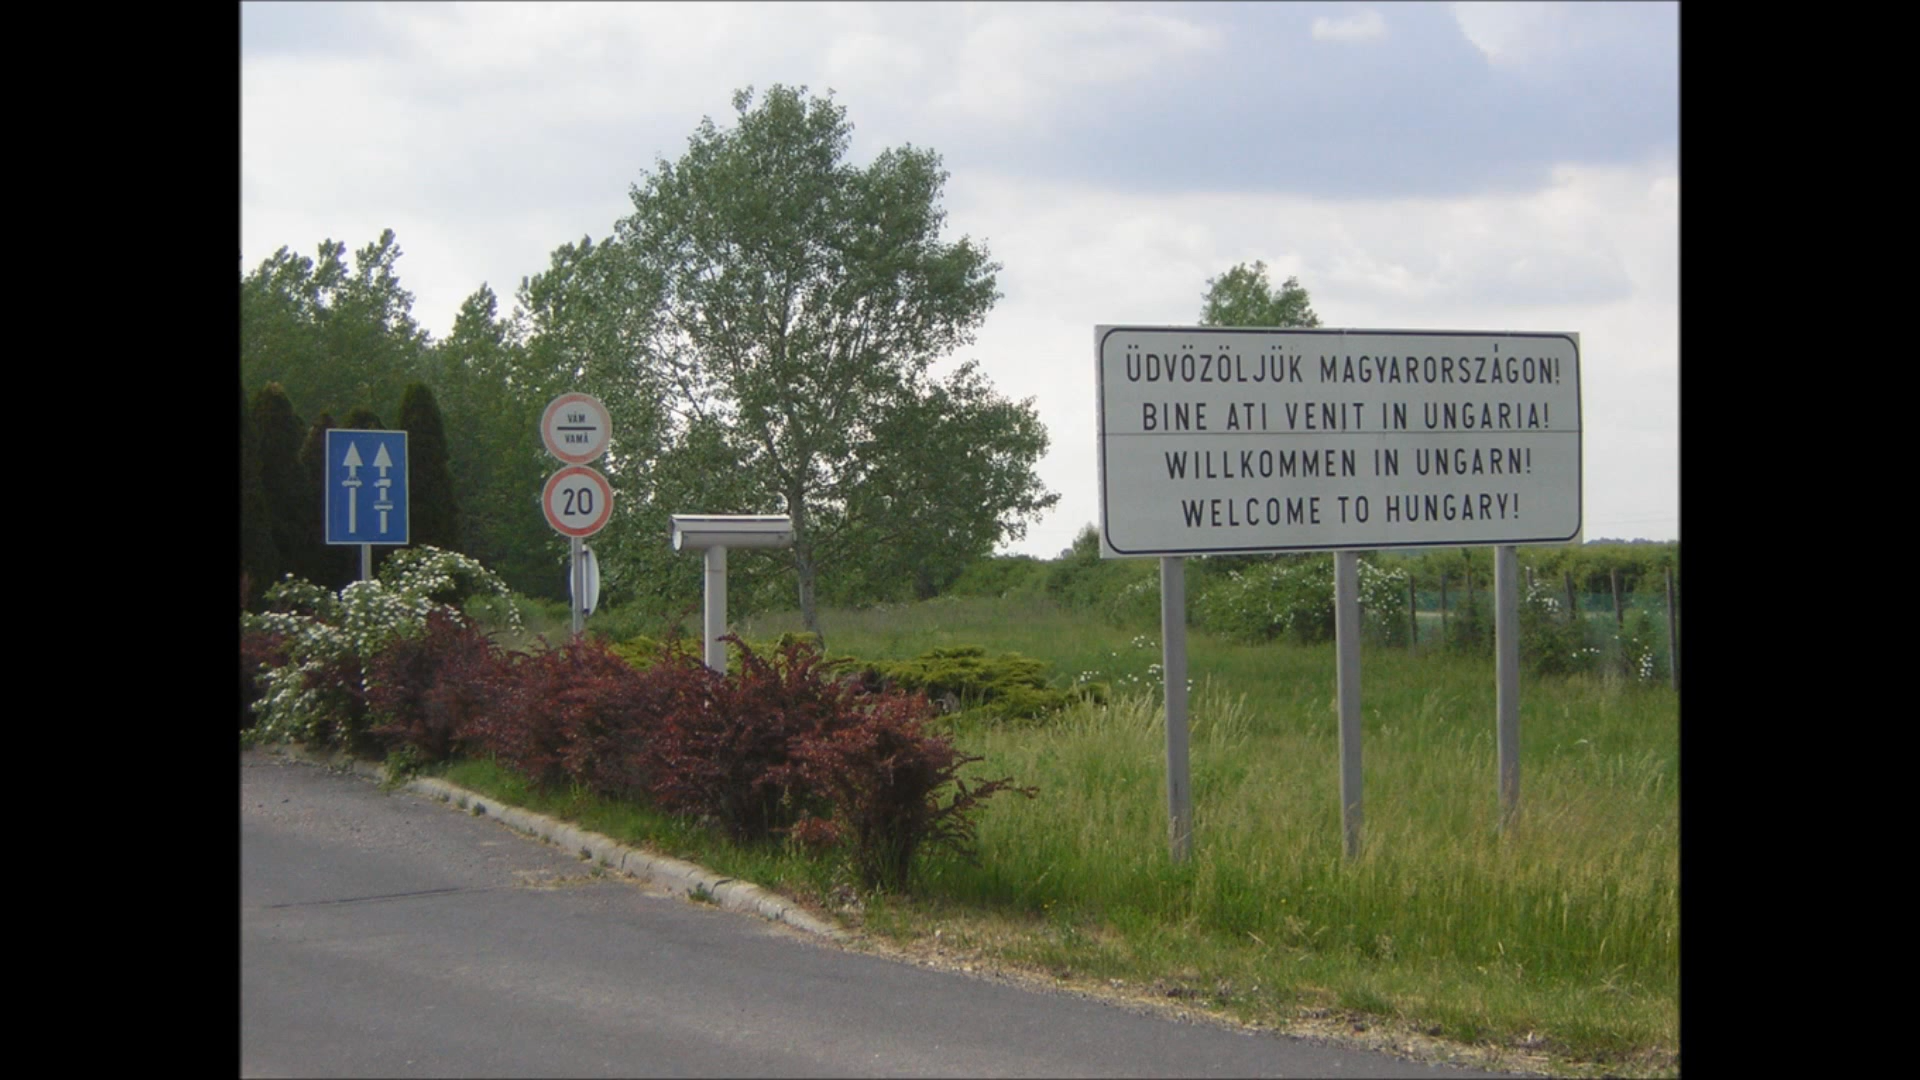 VÁM
VAMĂ
20
ÜDVÖZÖLJÜK MAGYARORSZÁGON!
BINE ATI VENIT IN UNGARIA!
WILLKOMMEN IN UNGARN!
WELCOME TO HUNGARY!